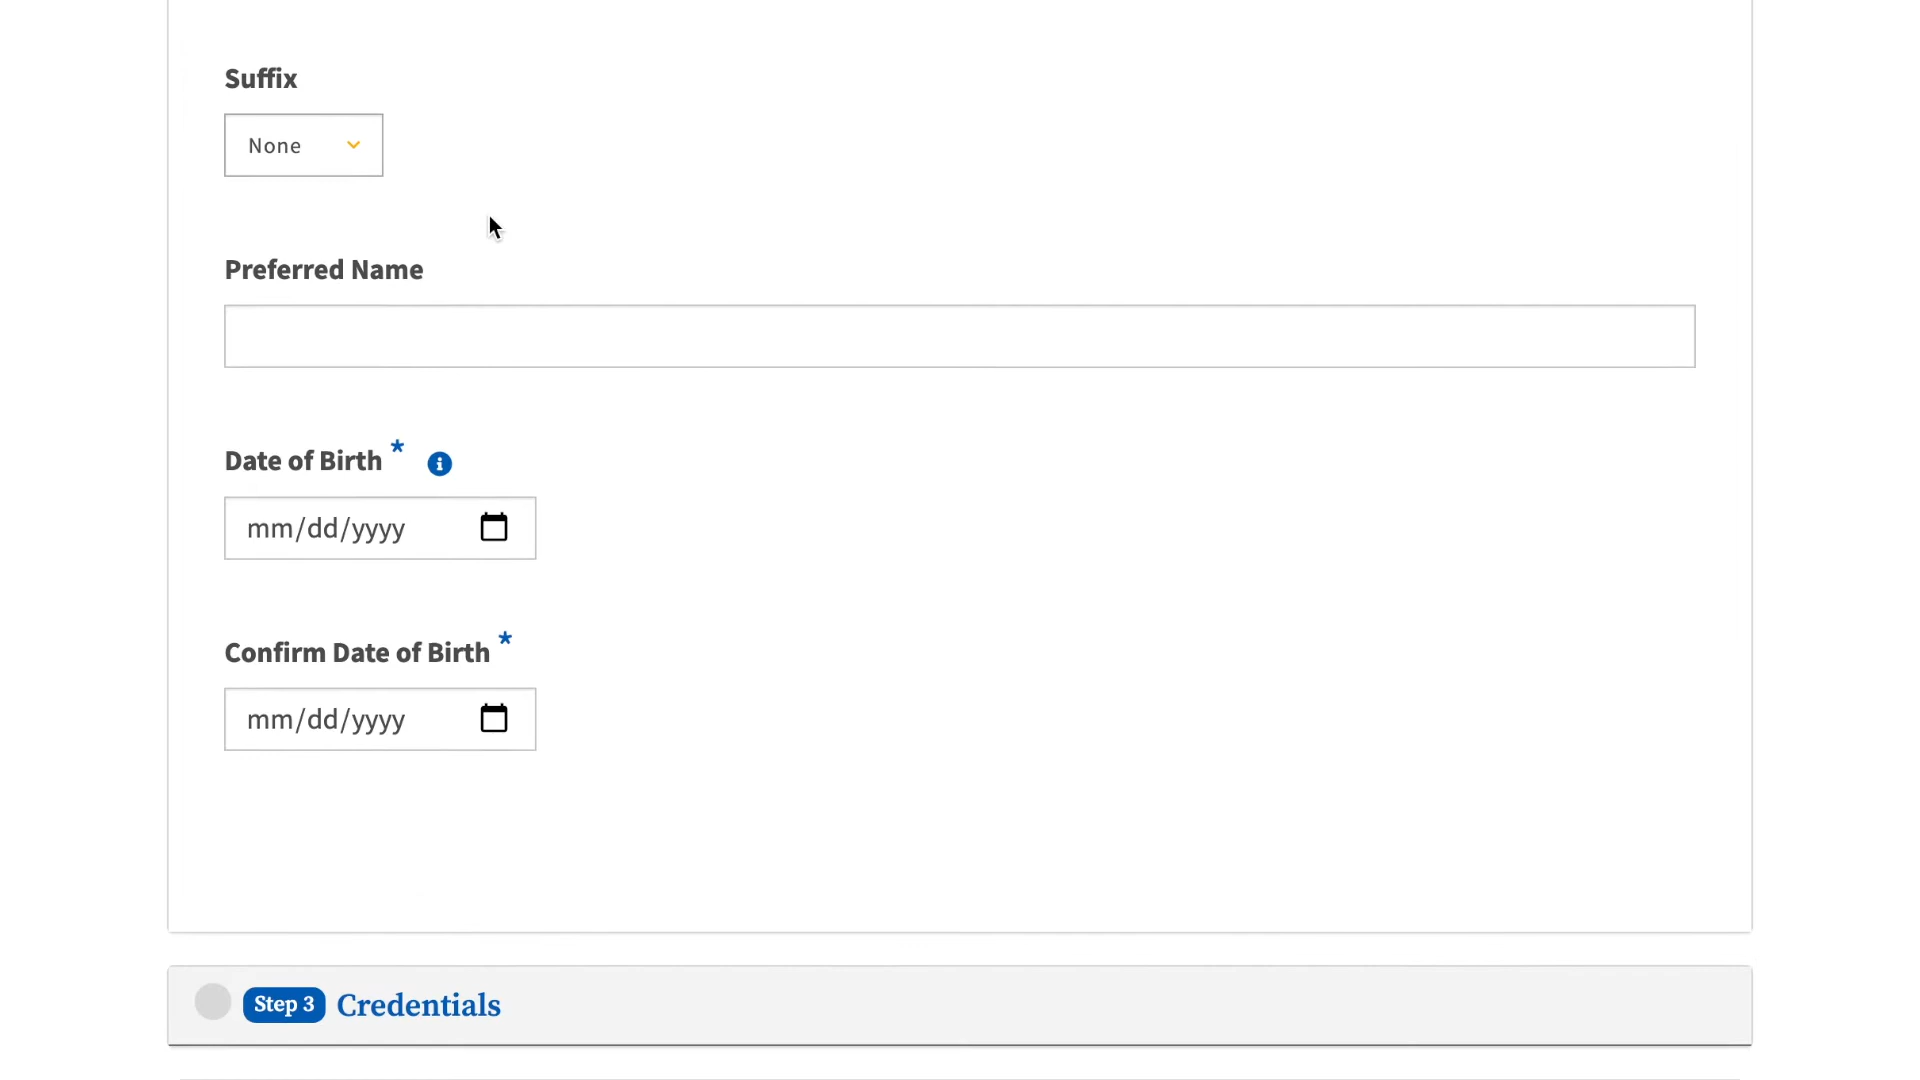 Suffix
None
Preferred Name
Date of Birth *
mm/dd/yyyy
Confirm Date of Birth *
mm/dd/yyyy
Step 3 Credentials